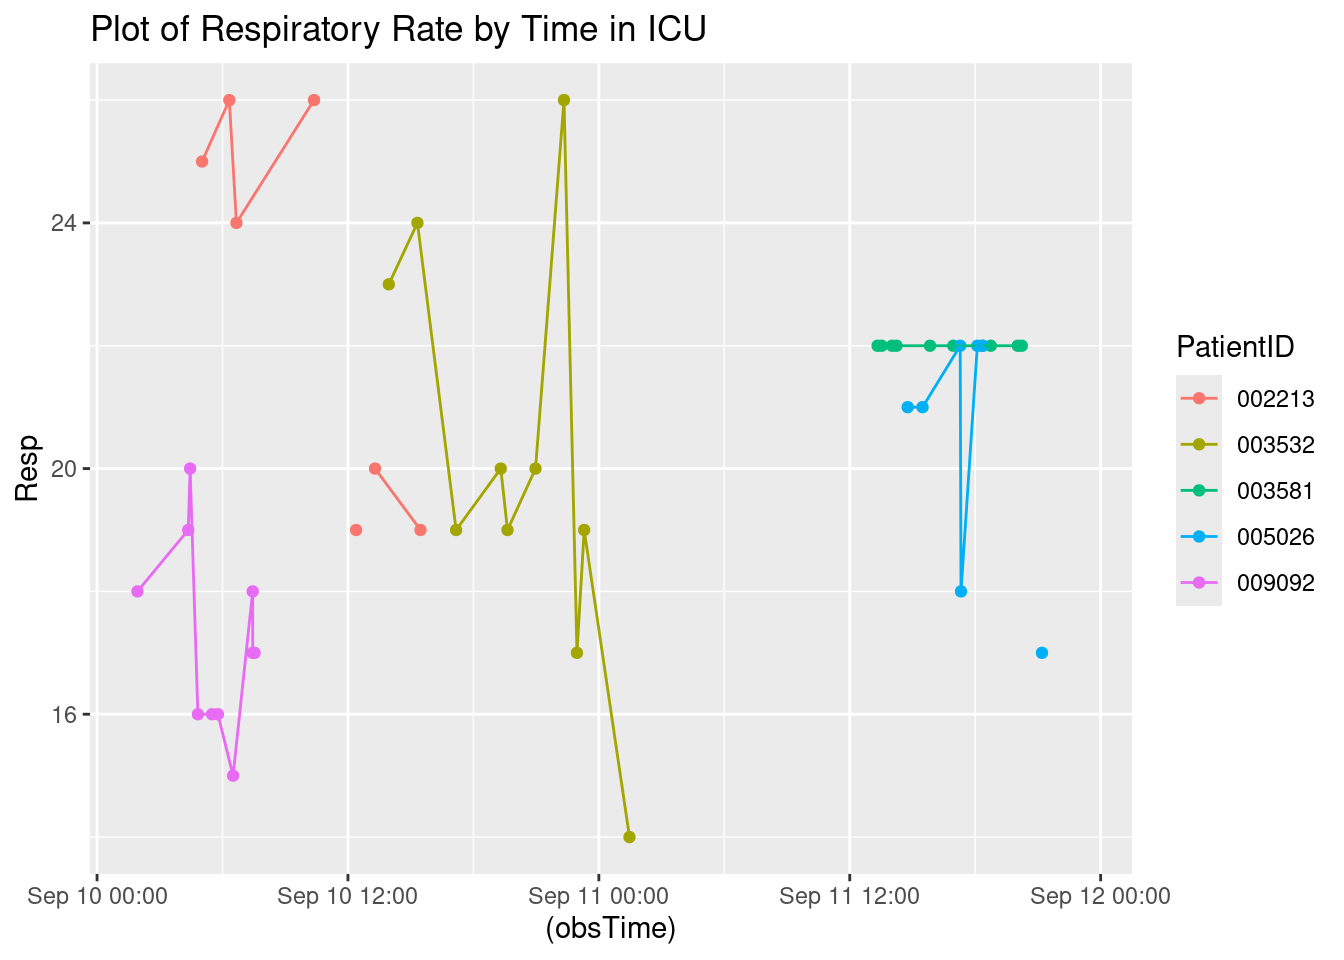 Plot of Respiratory Rate by Time in ICU
Resp
24
20
16
Sep 10 00:00
Sep 10 12:00
Sep 11 00:00
Sep 11 12:00
Sep 12 00:00
(obsTime)
PatientID
002213
003532
003581
005026
009092